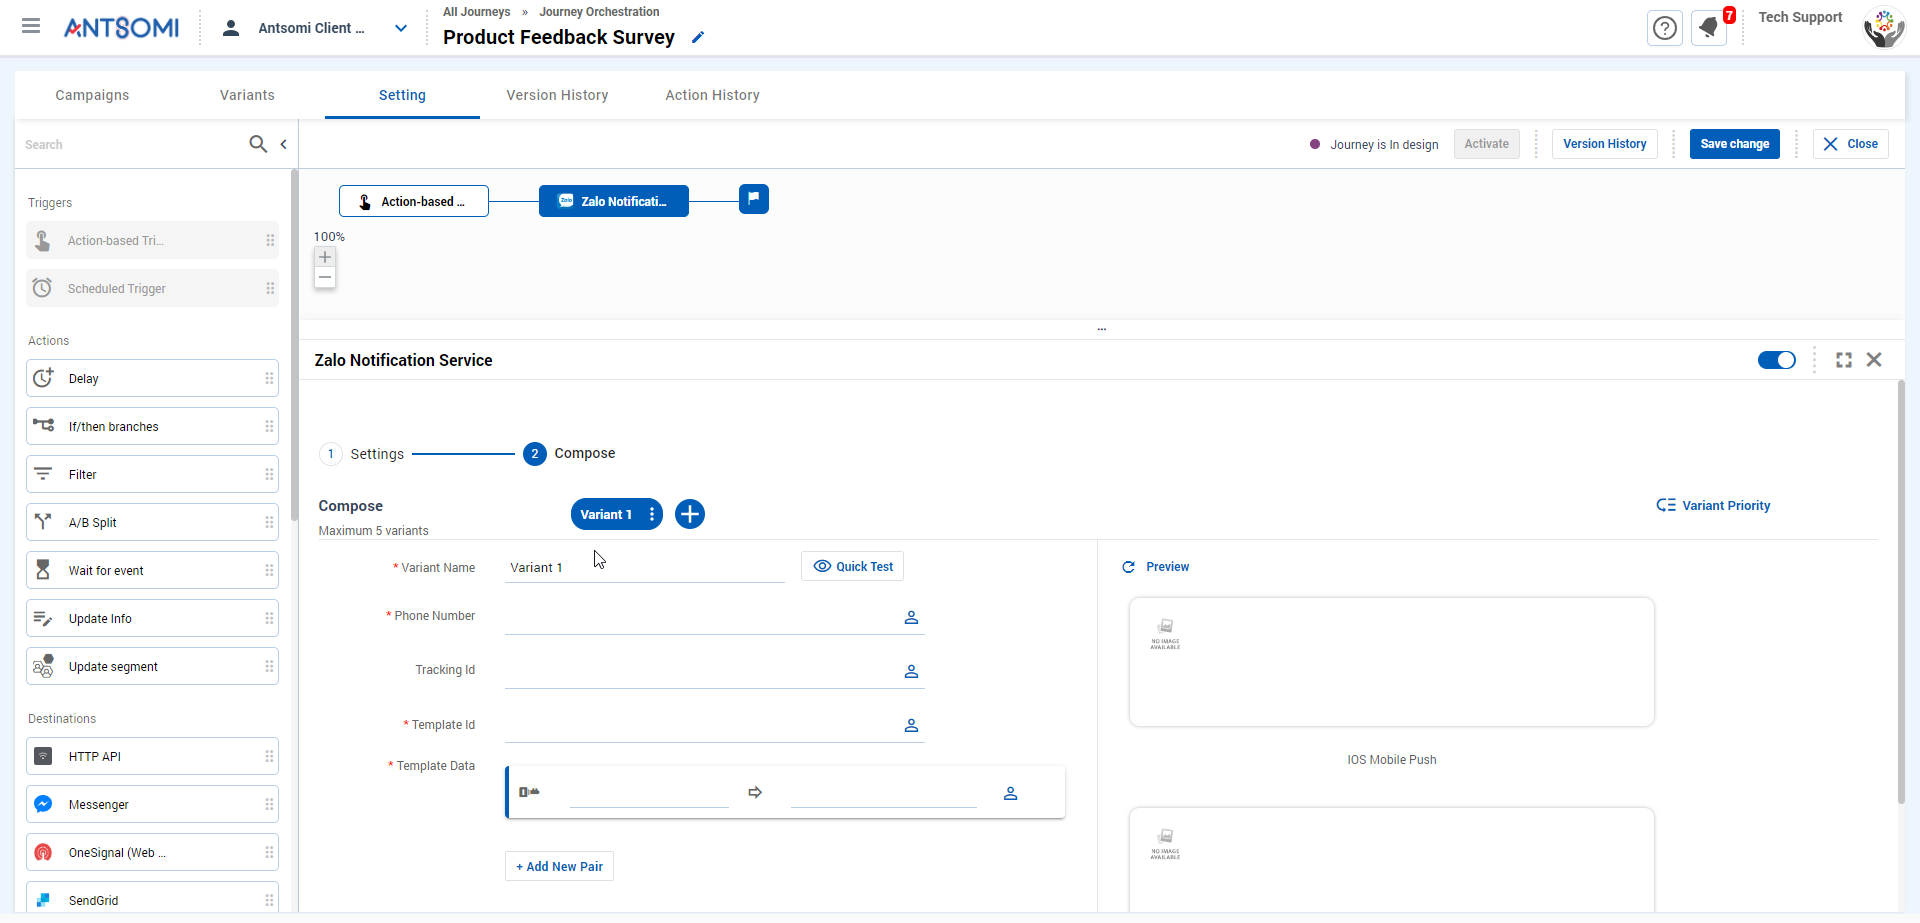 ANTSOMI
Antsomi Client ...
All Journeys » Journey Orchestration
Product Feedback Survey
7
Tech Support
Campaigns
Variants
Setting
Version History
Action History
Search
Journey is In design
Activate
Version History
Save change
Close
Triggers
Action-based Tri...
Scheduled Trigger
Actions
Delay
If/then branches
Filter
A/B Split
Wait for event
Update Info
Update segment
Destinations
HTTP API
Messenger
OneSignal (Web ...
SendGrid
Action-based ...
Zalo
Zalo Notificati...
100%
...
Zalo Notification Service
1 Settings
2 Compose
Compose
Maximum 5 variants
Variant 1
Variant Priority
* Variant Name
Variant 1
Quick Test
* Phone Number
Tracking Id
* Template Id
* Template Data
+ Add New Pair
Preview
NO IMAGE
AVAILABLE
IOS Mobile Push
NO IMAGE
AVAILABLE